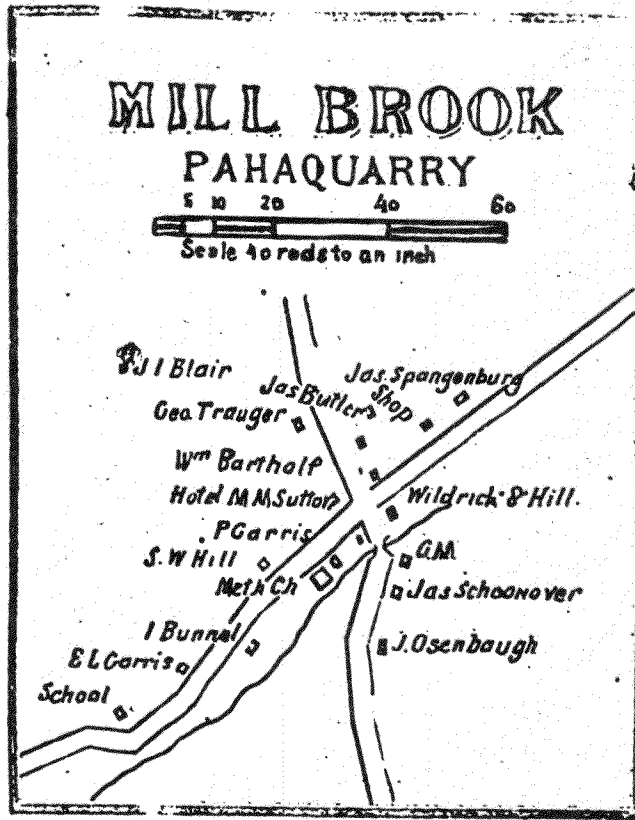 MILL BROOK
PAHAQUARRY
5 10 20 40 60
Scale 40 rods to an inch
J I Blair
Jas. Spangenburg
Jas Butler's
Shop
Geo. Trauger
Wm Barthalf
Hotel M M Sutton
Wildrick & Hill.
P Garris
S. W Hill
G.M
Meth Ch
Jas Schoonover
I Bunnel
J. Osenbaugh
E L Garris
School